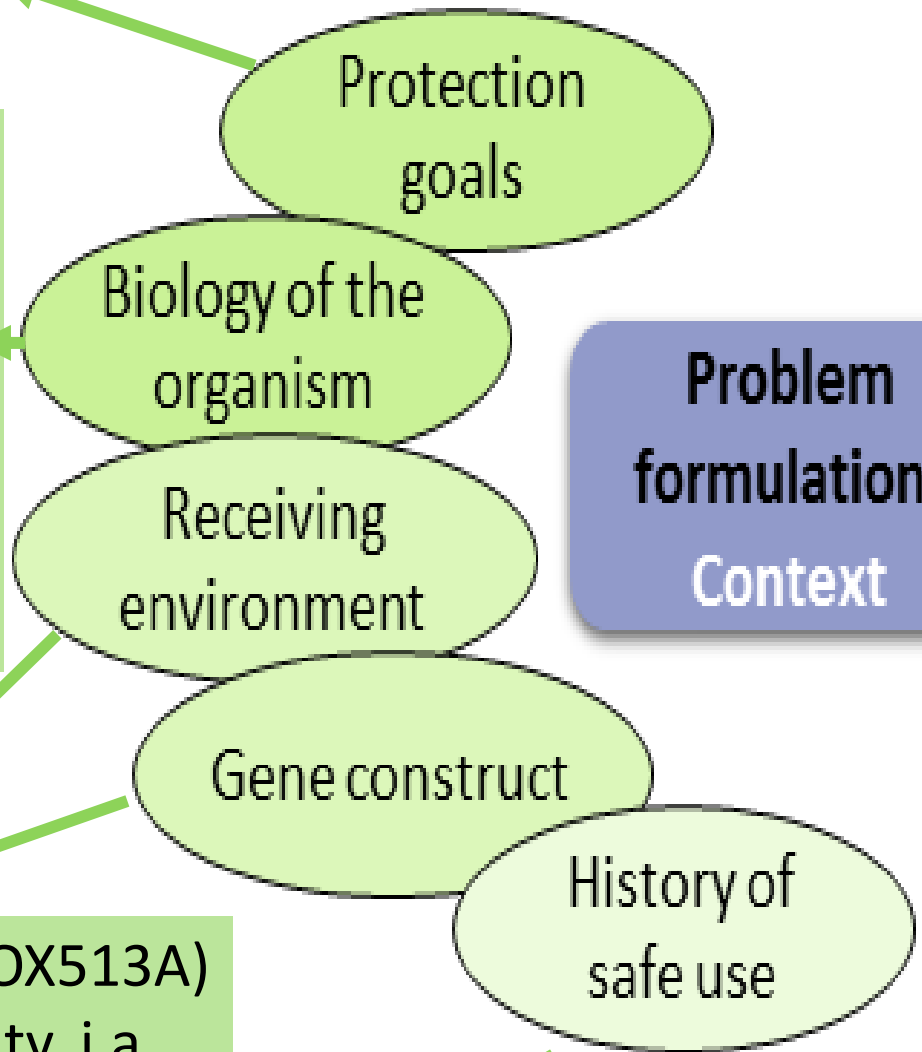 Protection
goals
Biology of the
organism
Problem
formulation
Context
Receiving
environment
Gene construct
History of
safe use
OX513A)
i.a.